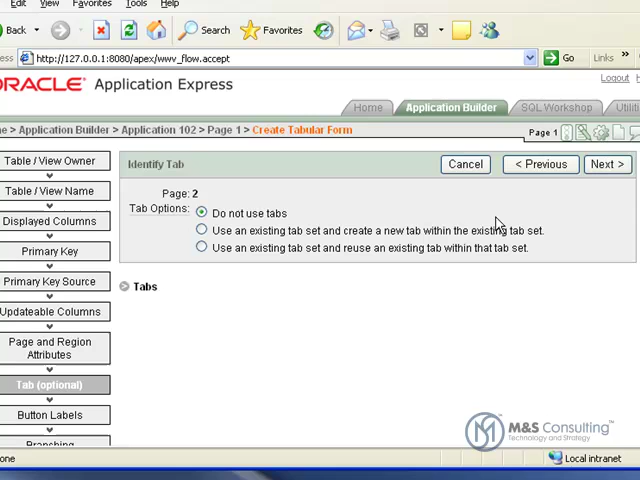 dit View Favorites Tools Help
Back Search Favorites
http://127.0.0.1:8080/apex/wwv_flow.accept Go Links
Logout
ORACLE Application Express
Home Application Builder SQL Workshop Utiliti
me > Application Builder > Application 102 > Page 1 > Create Tabular Form Page 1
Table / View Owner
Table / View Name
Displayed Columns
Primary Key
Primary Key Source
Updateable Columns
Page and Region
Attributes
Tab (optional)
Button Labels
Branching
Identify Tab Cancel < Previous Next >
Page: 2
Tab Options: Do not use tabs
Use an existing tab set and create a new tab within the existing tab set.
Use an existing tab set and reuse an existing tab within that tab set.
Tabs
M&S Consulting™
Technology and Strategy
one Local intranet